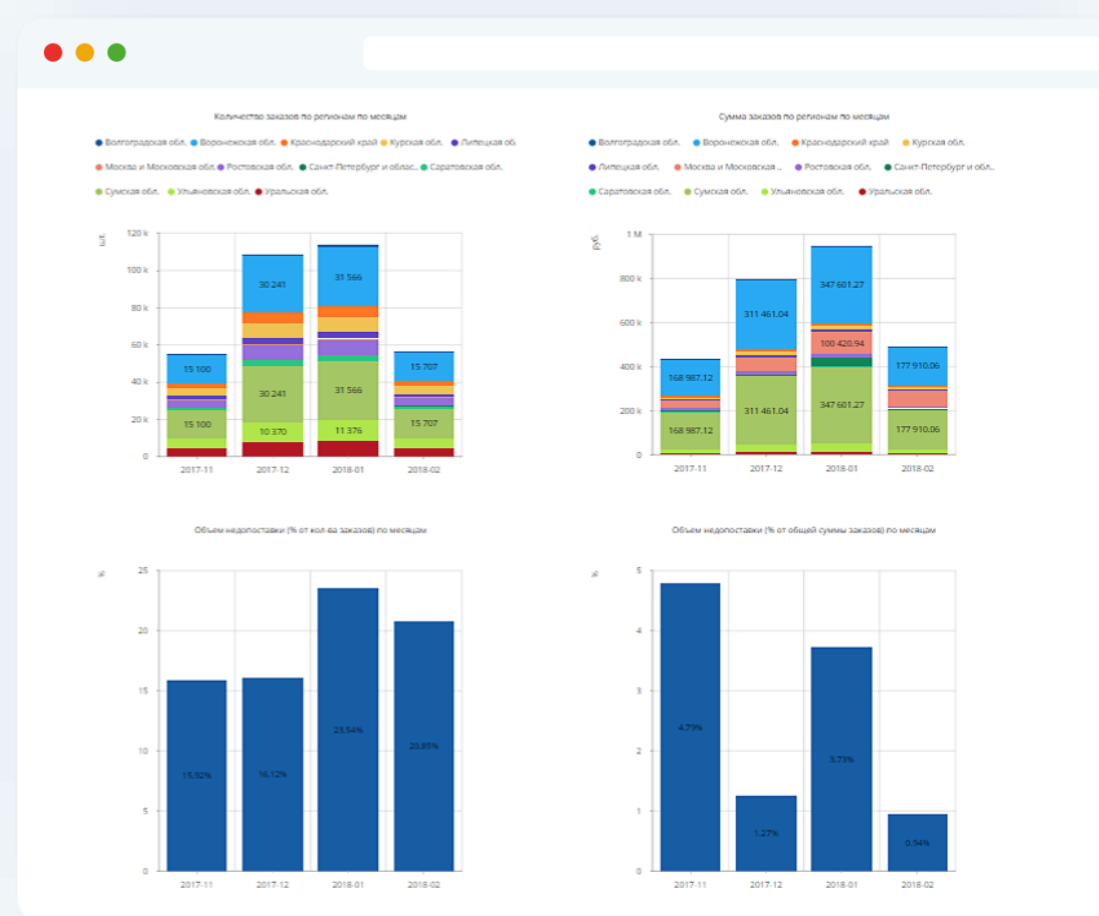 Количество заказов по регионам по месяцам
Волгоградская обл. Воронежская обл. Краснодарский край Курская обл. Липецкая об.
Москва и Московская обл. Ростовская обл. Санкт-Петербург и облас.. Саратовская обл.
Сумская обл. Ульяновская обл. Уральская обл.
шт.
120 k
100 k
80 k
60 k
40 k
20 k
0
30 241
31 566
15 100
15 707
30 241
31 566
15 100
15 707
10 370
11 376
2017-11 2017-12 2018-01 2018-02
Сумма заказов по регионам по месяцам
Волгоградская обл. Воронежская обл. Краснодарский край Курская обл.
Липецкая обл. Москва и Московская .. Ростовская обл. Санкт-Петербург и обл..
Саратовская обл. Сумская обл. Ульяновская обл. Уральская обл.
руб.
1 M
800 k
600 k
400 k
200 k
0
311 461.04
347 601.27
100 420.94
168 987.12
177 910.06
311 461.04
347 601.27
168 987.12
177 910.06
2017-11 2017-12 2018-01 2018-02
Объем недопоставки (% от кол-ва заказов) по месяцам
%
25
20
15
10
5
0
15.92%
16.12%
23.54%
20.85%
2017-11 2017-12 2018-01 2018-02
Объем недопоставки (% от общей суммы заказов) по месяцам
%
5
4
3
2
1
0
4.79%
1.27%
3.73%
0.94%
2017-11 2017-12 2018-01 2018-02